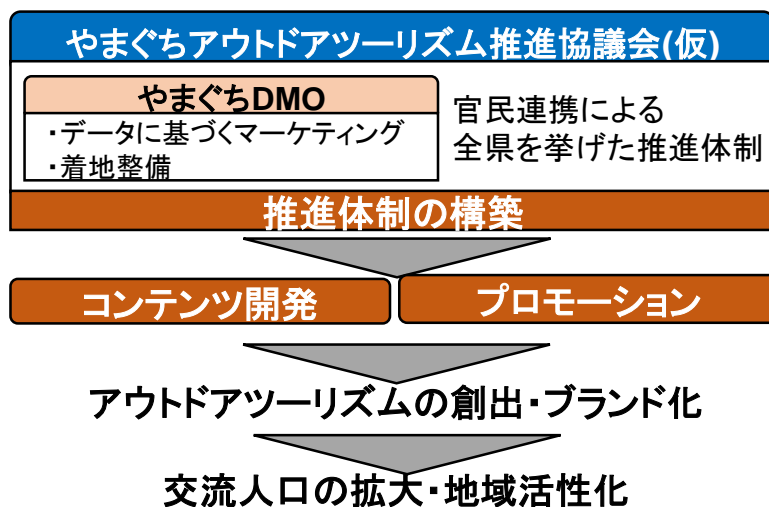 やまぐちアウトドアツーリズム推進協議会(仮)
やまぐちDMO
・データに基づくマーケティング
・着地整備
官民連携による
全県を挙げた推進体制
推進体制の構築
コンテンツ開発
プロモーション
アウトドアツーリズムの創出・ブランド化
交流人口の拡大・地域活性化